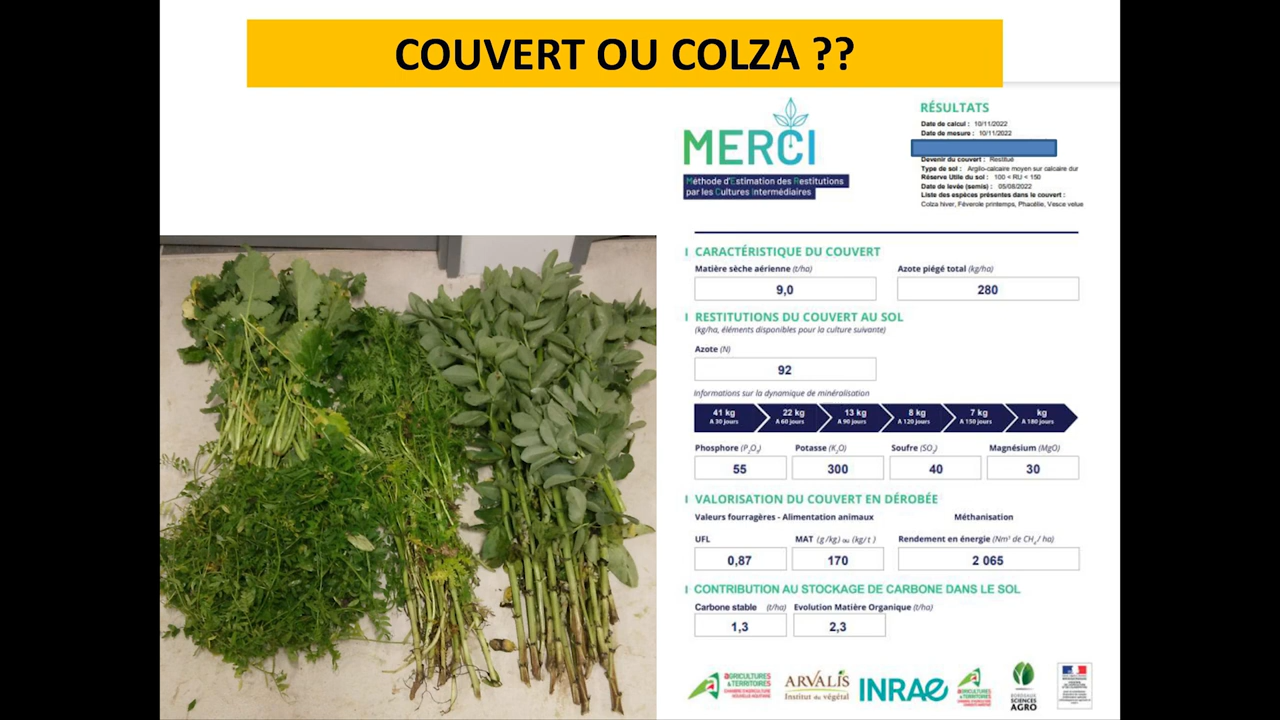 COUVERT OU COLZA ??
MERCI
Méthode d'Estimation des Restitutions
par les Cultures Intermédiaires
RÉSULTATS
Date de calcul : 10/11/2022
Date de mesure : 10/11/2022
Devenir du couvert : Restitué
Type de sol : Argilo-calcaire moyen sur calcaire dur
Réserve Utile du sol : 100 < RU < 150
Date de levée (semis) : 05/08/2022
Liste des espèces présentes dans le couvert :
Colza hiver, Féverole printemps, Phacélie, Vesce velue
CARACTÉRISTIQUE DU COUVERT
Matière sèche aérienne (t/ha) Azote piégé total (kg/ha)
9,0 280
RESTITUTIONS DU COUVERT AU SOL
(kg/ha, éléments disponibles pour la culture suivante)
Azote (N)
92
Informations sur la dynamique de minéralisation
41 kg 22 kg 13 kg 8 kg 7 kg kg
A 30 jours A 60 jours A 90 jours A 120 jours A 150 jours A 180 jours
Phosphore (P2O5) Potasse (K2O) Soufre (SO3) Magnésium (MgO)
55 300 40 30
VALORISATION DU COUVERT EN DÉROBÉE
Valeurs fourragères - Alimentation animaux Méthanisation
UFL MAT (g/kg) ou (kg/t) Rendement en énergie (Nm³ de CH4/ ha)
0,87 170 2 065
CONTRIBUTION AU STOCKAGE DE CARBONE DANS LE SOL
Carbone stable (t/ha) Evolution Matière Organique (t/ha)
1,3 2,3
AGRICULTURES
& TERRITOIRES
CHAMBRE D'AGRICULTURE
NOUVELLE-AQUITAINE
ARVALIS
Institut du végétal
INRAE
AGRICULTURES
& TERRITOIRES
BORDEAUX
SCIENCES
AGRO